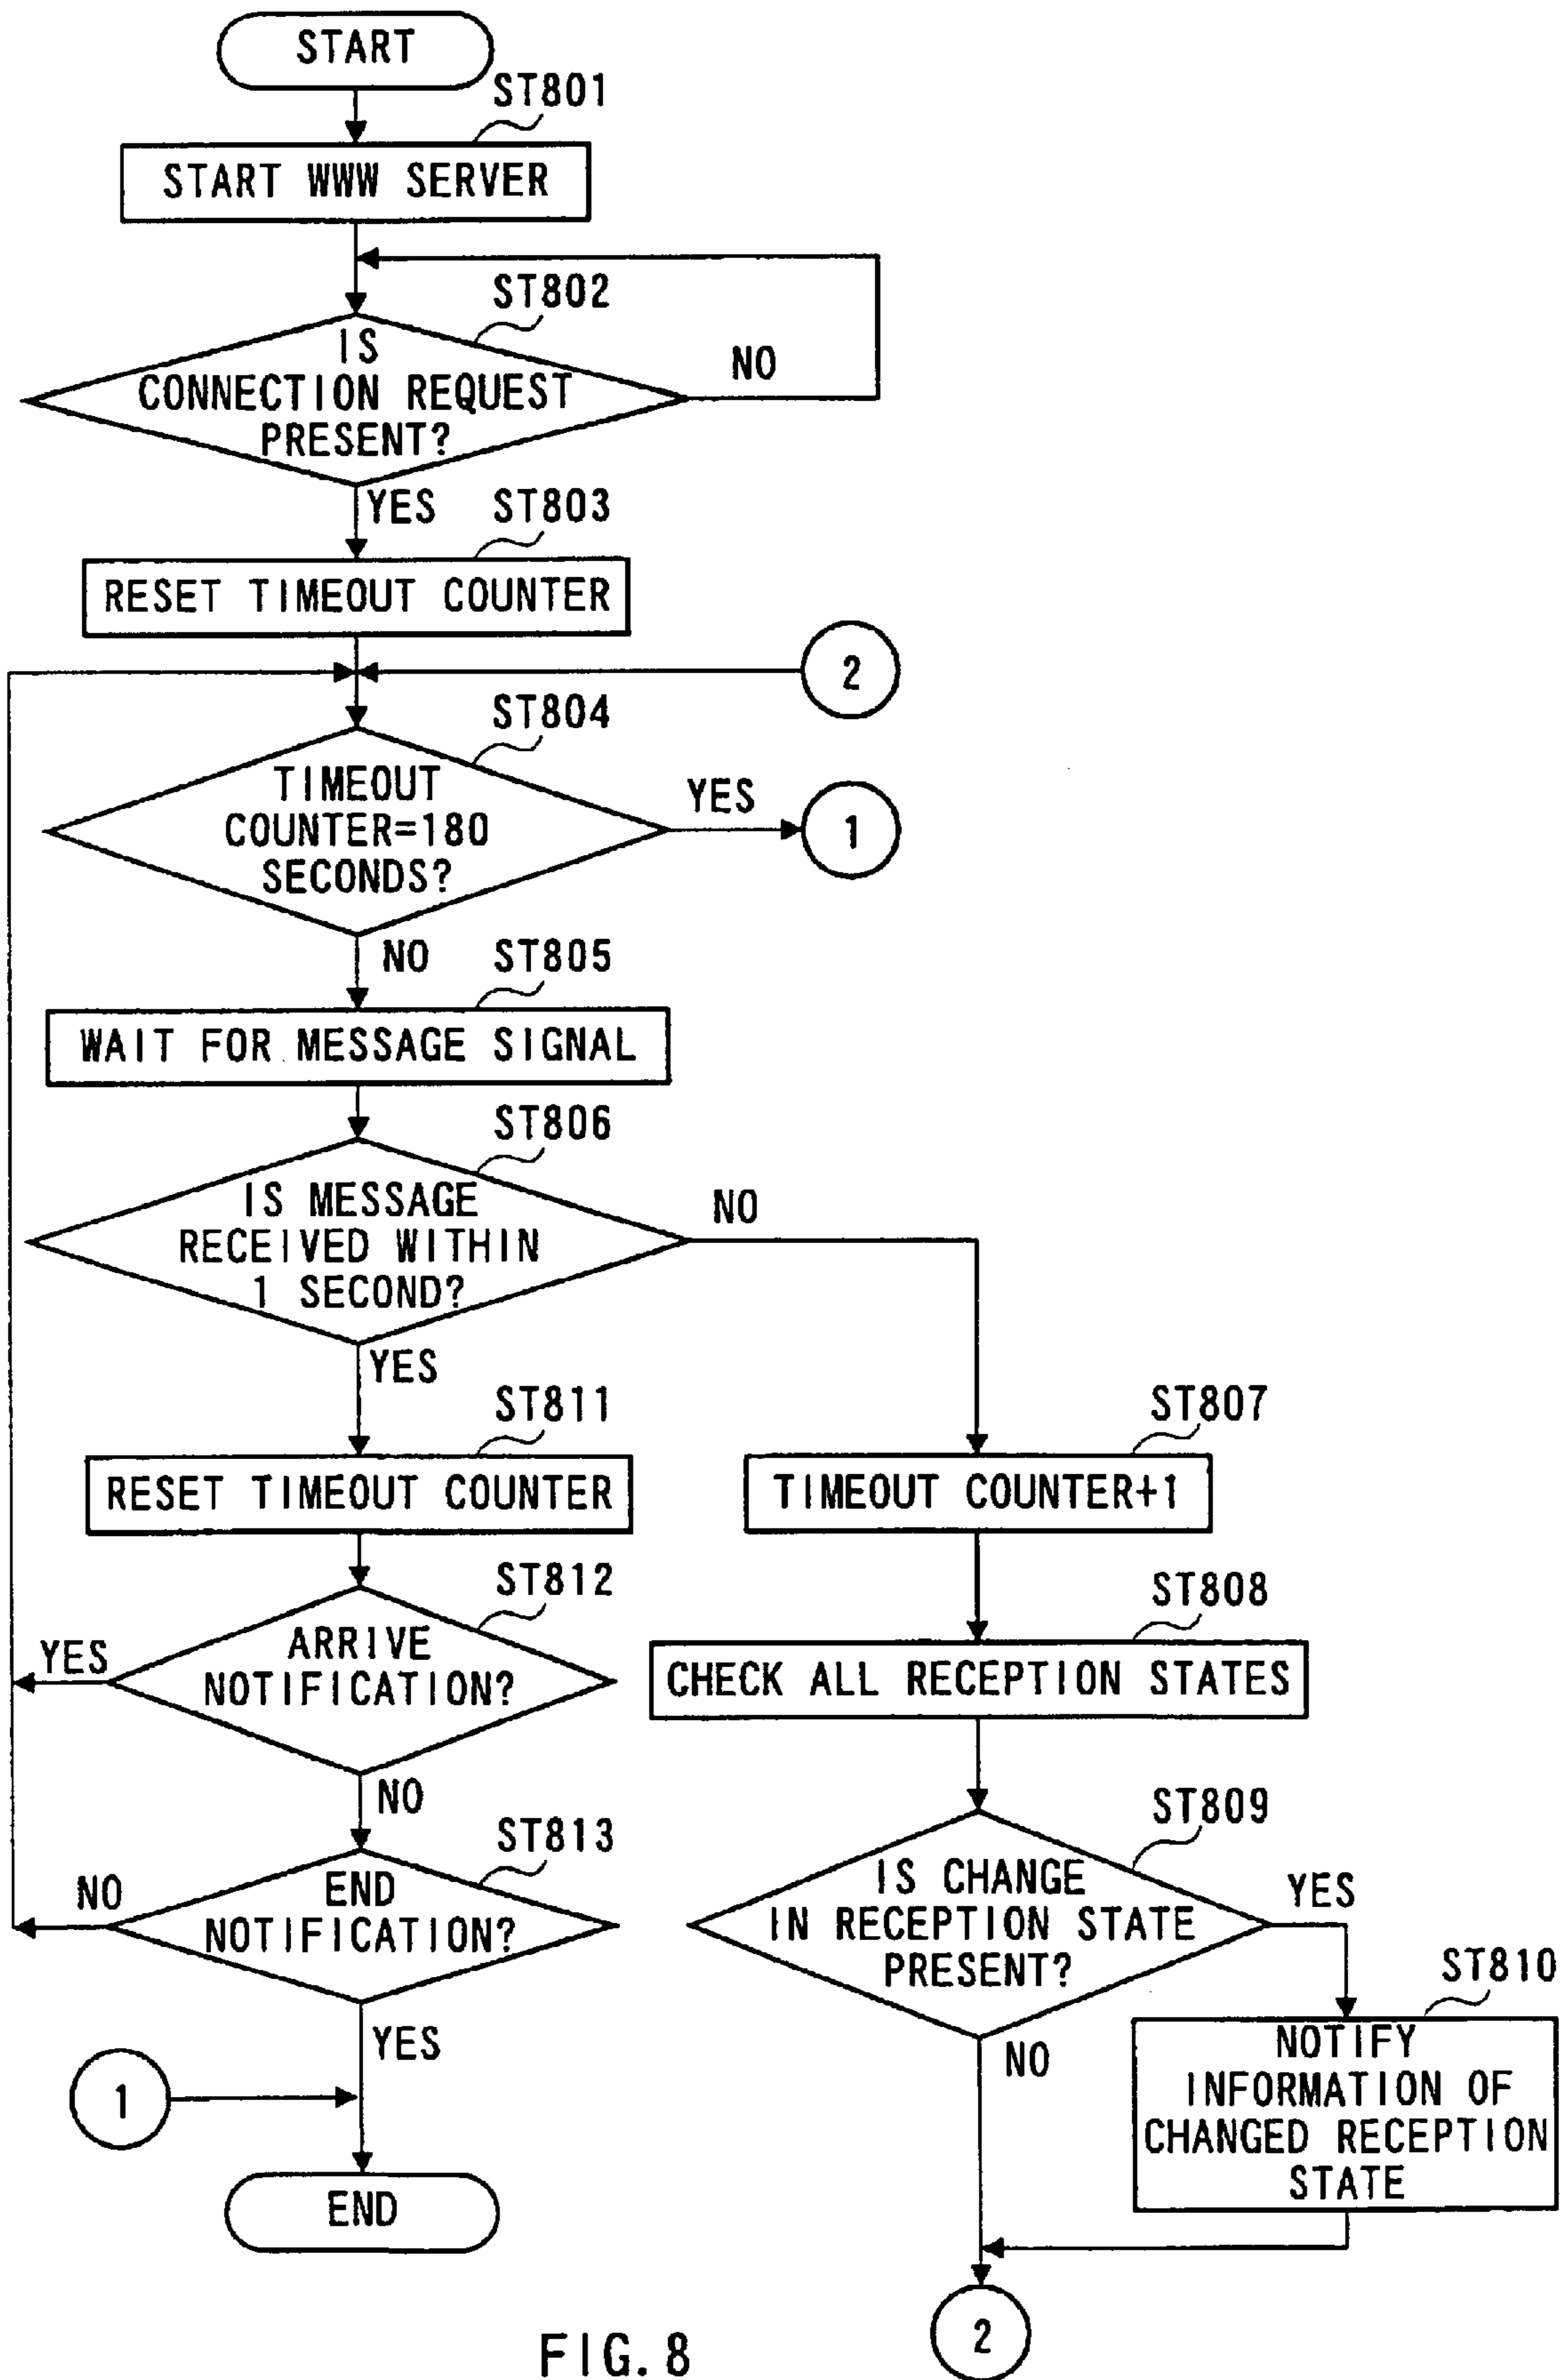 START
ST801
START WWW SERVER
ST802
IS
CONNECTION REQUEST
PRESENT?
NO
YES
ST803
RESET TIMEOUT COUNTER
2
ST804
TIMEOUT
COUNTER=180
SECONDS?
YES
1
NO
ST805
WAIT FOR MESSAGE SIGNAL
ST806
IS MESSAGE
RECEIVED WITHIN
1 SECOND?
NO
YES
ST811
RESET TIMEOUT COUNTER
ST807
TIMEOUT COUNTER+1
ST812
ARRIVE
NOTIFICATION?
YES
NO
ST808
CHECK ALL RECEPTION STATES
ST813
END
NOTIFICATION?
NO
YES
ST809
IS CHANGE
IN RECEPTION STATE
PRESENT?
YES
NO
ST810
NOTIFY
INFORMATION OF
CHANGED RECEPTION
STATE
1
END
2
FIG. 8